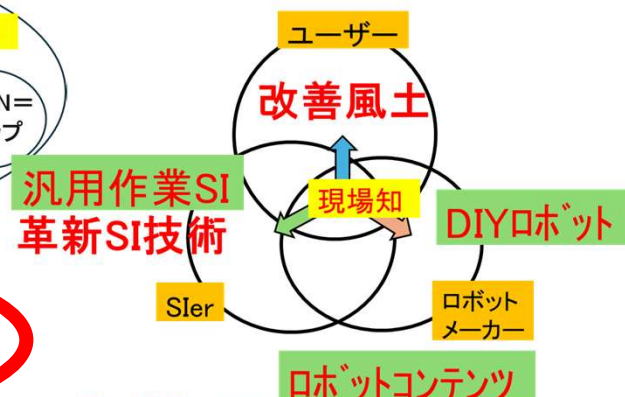 N=
プ
ユーザー
改善風土
汎用作業SI
革新SI技術
現場知
DIYロボット
SIer
ロボット
メーカー
ロボットコンテンツ